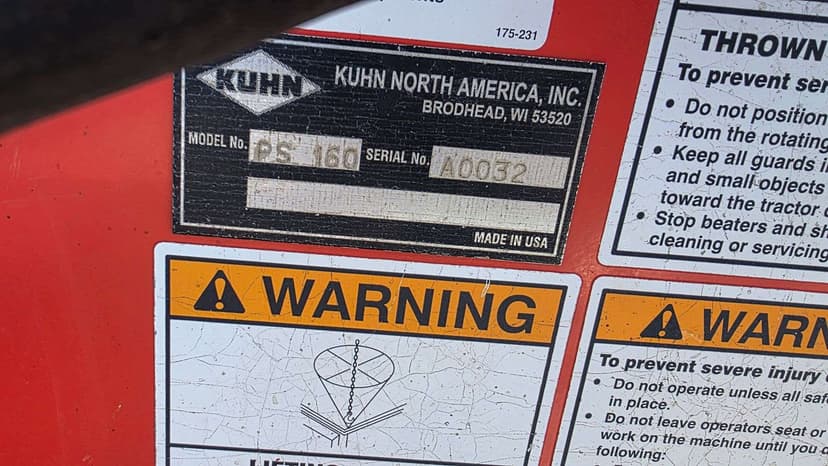 175-231
KUHN
KUHN NORTH AMERICA, INC.
BRODHEAD, WI 53520
MODEL No. PS 160 SERIAL No. A0032
MADE IN USA
WARNING
THROWN
To prevent ser
• Do not position
from the rotating
• Keep all guards i
and small objects
toward the tractor
• Stop beaters and sh
cleaning or servicing
WARN
To prevent severe injury
• Do not operate unless all saf
in place.
• Do not leave operators seat or
work on the machine until you
following: